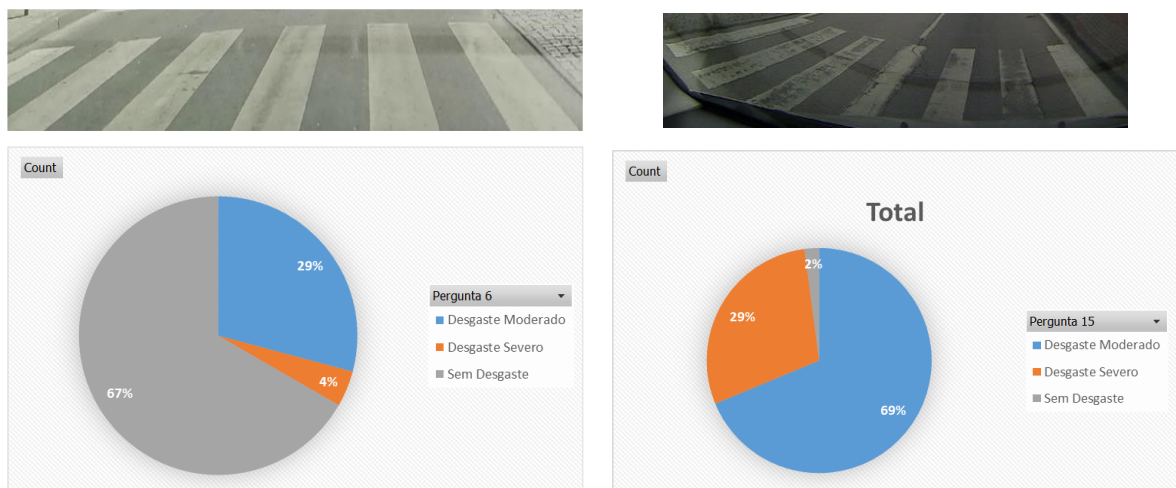 Count
29%
4%
67%
Pergunta 6
Desgaste Moderado
Desgaste Severo
Sem Desgaste
Count
Total
2%
29%
69%
Pergunta 15
Desgaste Moderado
Desgaste Severo
Sem Desgaste